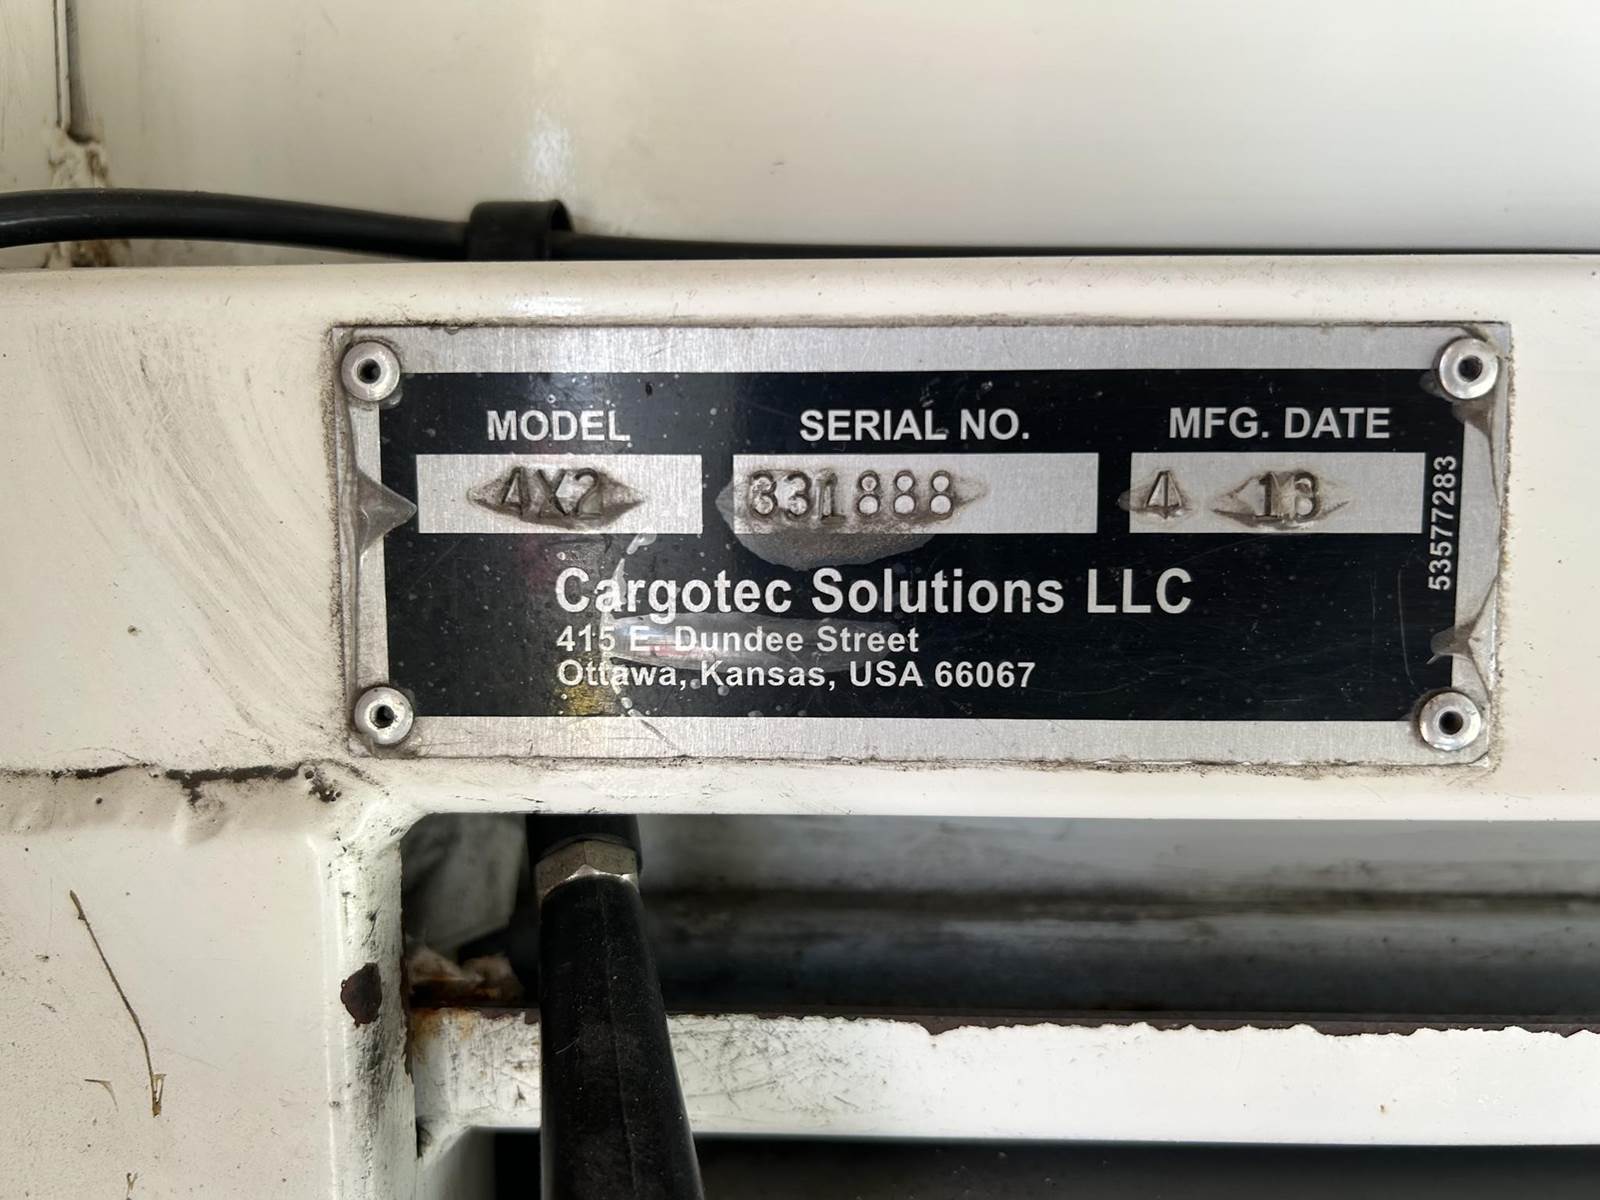 MODEL SERIAL NO. MFG. DATE
4X2 331888 4 13
Cargotec Solutions LLC
415 E. Dundee Street
Ottawa, Kansas, USA 66067
53577283